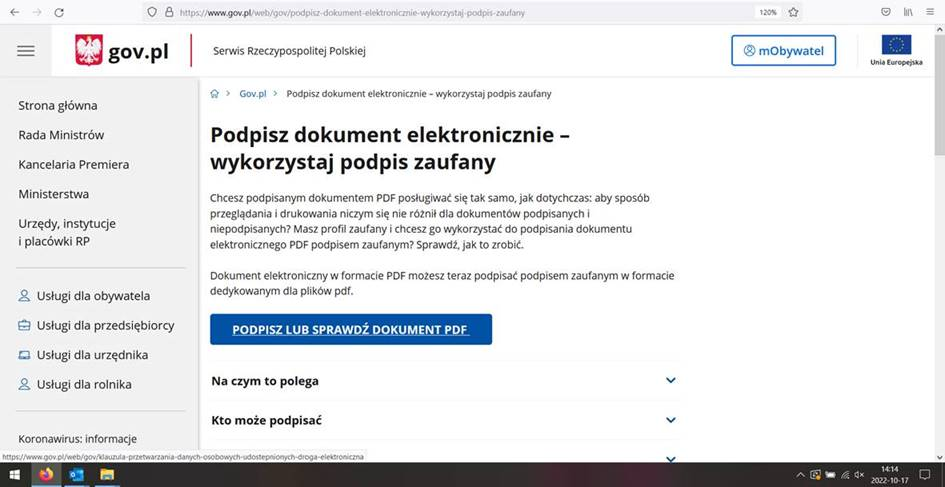 https://www.gov.pl/web/gov/podpisz-dokument-elektronicznie-wykorzystaj-podpis-zaufany
120%
gov.pl
Serwis Rzeczypospolitej Polskiej
mObywatel
Unia Europejska
Strona główna
Rada Ministrów
Kancelaria Premiera
Ministerstwa
Urzędy, instytucje
i placówki RP
Usługi dla obywatela
Usługi dla przedsiębiorcy
Usługi dla urzędnika
Usługi dla rolnika
Koronawirus: informacje
Gov.pl
Podpisz dokument elektronicznie – wykorzystaj podpis zaufany
Podpisz dokument elektronicznie –
wykorzystaj podpis zaufany
Chcesz podpisanym dokumentem PDF posługiwać się tak samo, jak dotychczas: aby sposób
przeglądania i drukowania niczym się nie różnił dla dokumentów podpisanych i
niepodpisanych? Masz profil zaufany i chcesz go wykorzystać do podpisania dokumentu
elektronicznego PDF podpisem zaufanym? Sprawdź, jak to zrobić.
Dokument elektroniczny w formacie PDF możesz teraz podpisać podpisem zaufanym w formacie
dedykowanym dla plików pdf.
PODPISZ LUB SPRAWDŹ DOKUMENT PDF
Na czym to polega
Kto może podpisać
https://www.gov.pl/web/gov/klauzula-przetwarzania-danych-osobowych-udostepnionych-droga-elektroniczna
14:14
2022-10-17